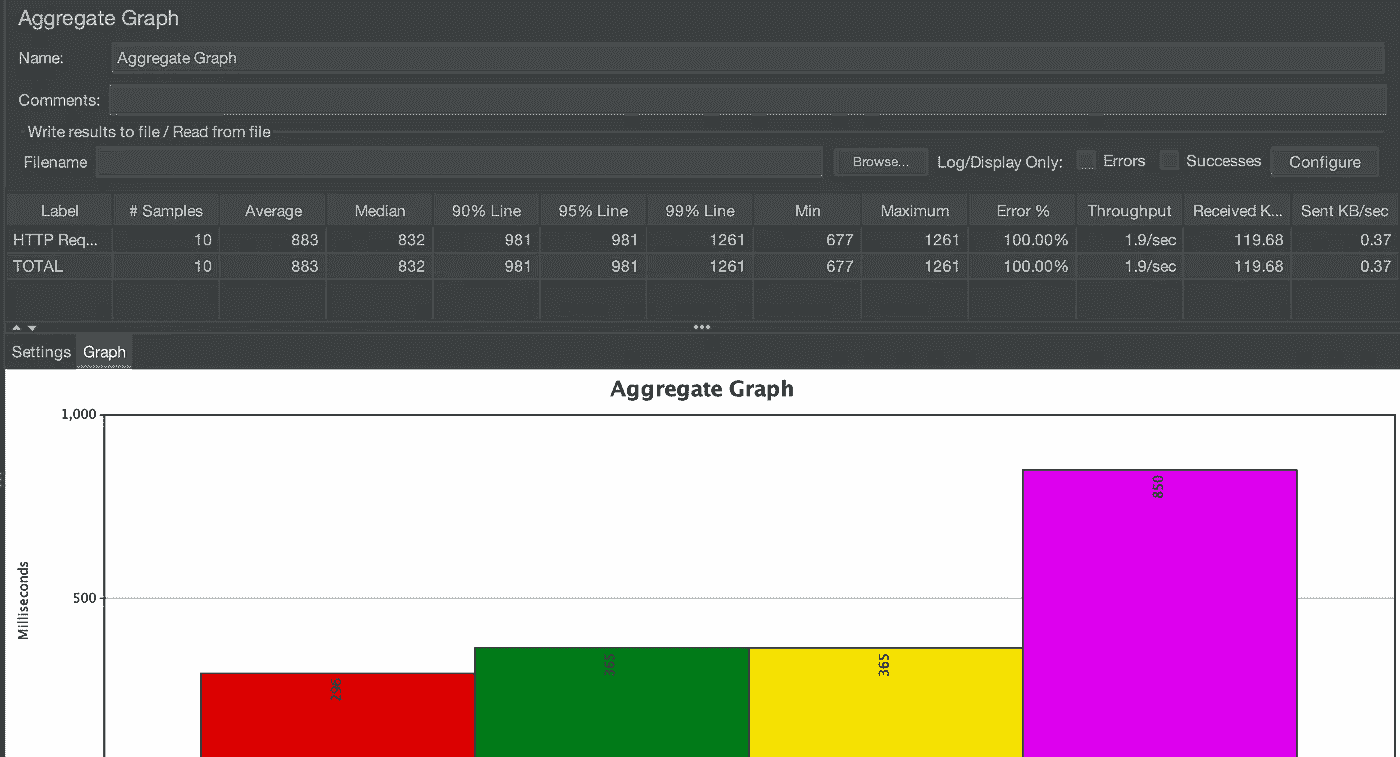 Aggregate Graph
Name: Aggregate Graph
Comments:
Write results to file / Read from file
Filename Browse... Log/Display Only: Errors Successes Configure
Label # Samples Average Median 90% Line 95% Line 99% Line Min Maximum Error % Throughput Received K... Sent KB/sec
HTTP Req... 10 883 832 981 981 1261 677 1261 100.00% 1.9/sec 119.68 0.37
TOTAL 10 883 832 981 981 1261 677 1261 100.00% 1.9/sec 119.68 0.37
Settings Graph
Aggregate Graph
1,000
850
Milliseconds
500
365 365